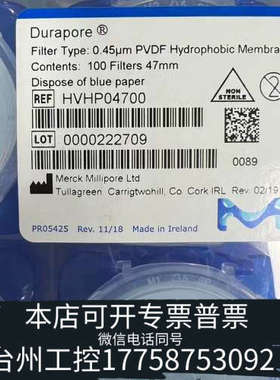 Durapore ®
Filter Type: 0.45µm PVDF Hydrophobic Membra
Contents: 100 Filters 47mm
Dispose of blue paper
REF HVHP04700
NON STERILE
LOT 0000222709
0089
Merck Millipore Ltd
Tullagreen, Carrigtwohill, Co. Cork IRL Rev. 02/19
PR05425 Rev. 11/18 Made in Ireland
本店可开专票普票
微信电话同号
台州工控17758753092